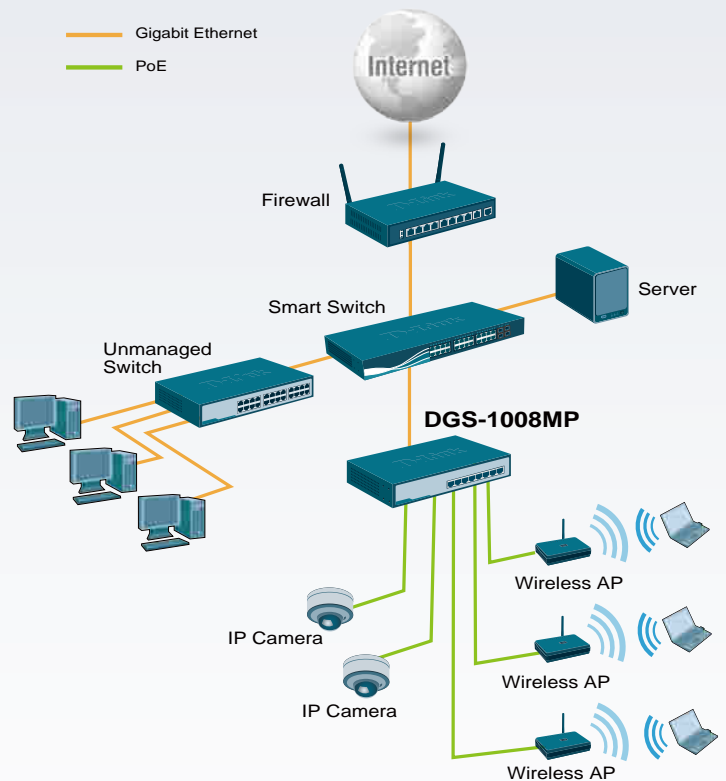 Gigabit Ethernet
PoE
Internet
Firewall
Server
Smart Switch
Unmanaged
Switch
DGS-1008MP
Wireless AP
IP Camera
Wireless AP
IP Camera
Wireless AP